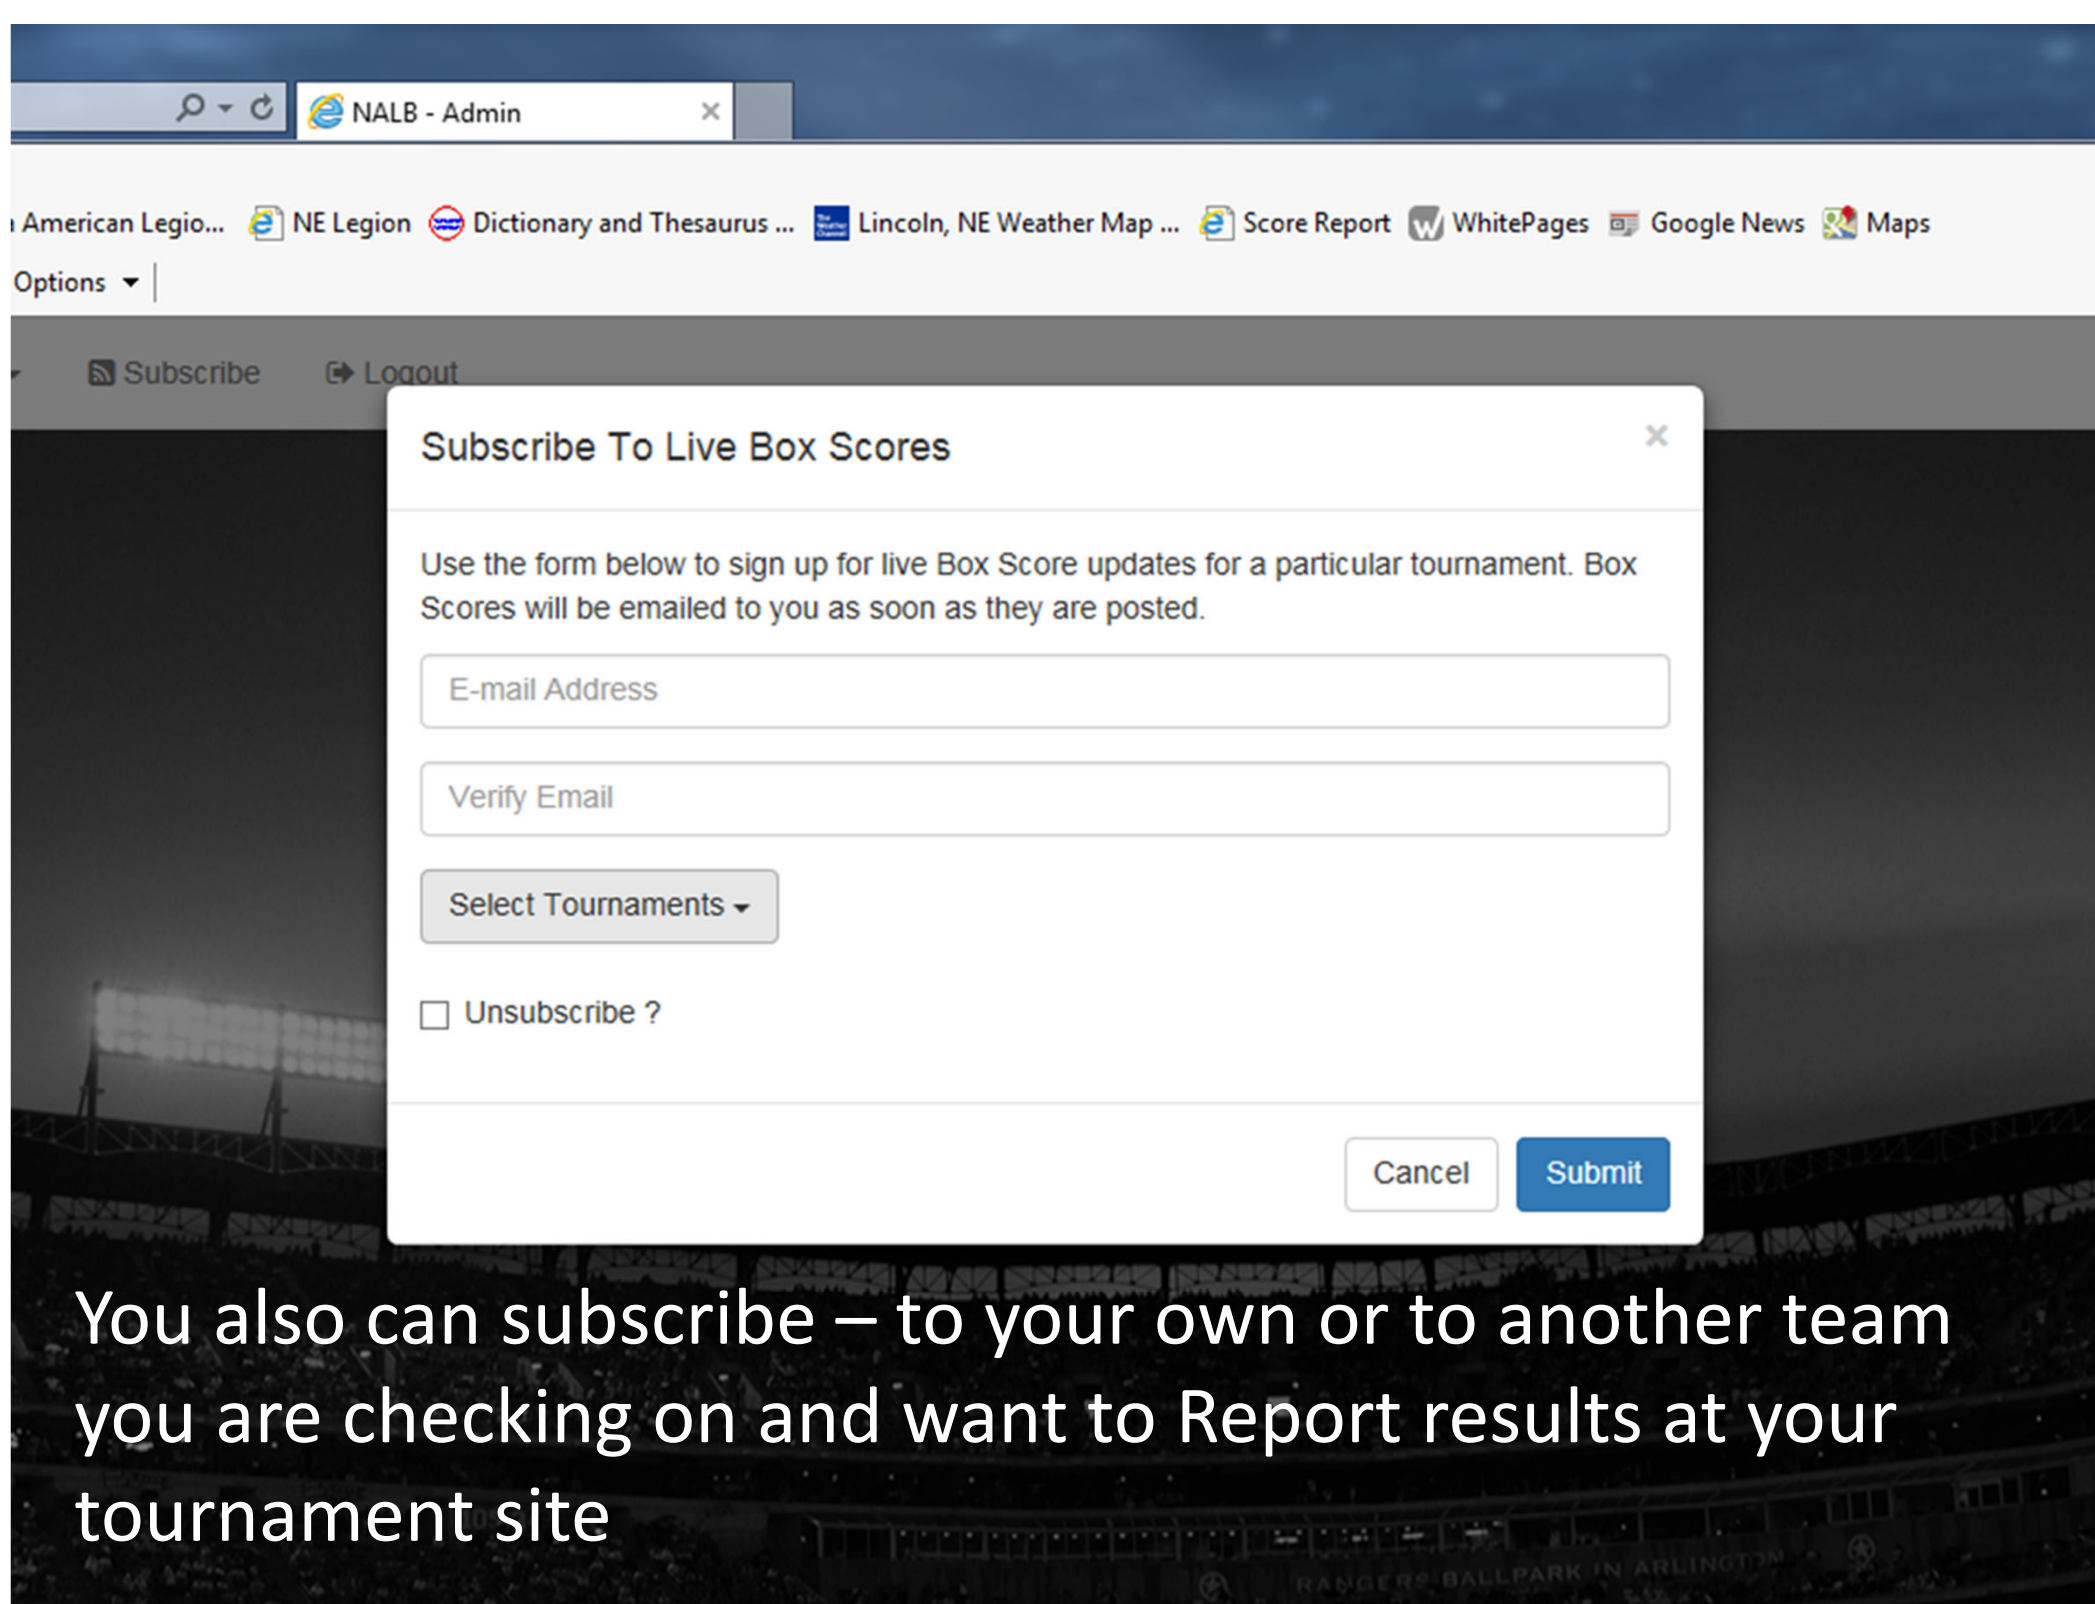 NALB - Admin
American Legio... NE Legion Dictionary and Thesaurus ... Lincoln, NE Weather Map ... Score Report WhitePages Google News Maps
Options
Subscribe Logout
Subscribe To Live Box Scores
Use the form below to sign up for live Box Score updates for a particular tournament. Box
Scores will be emailed to you as soon as they are posted.
E-mail Address
Verify Email
Select Tournaments
Unsubscribe ?
Cancel Submit
You also can subscribe – to your own or to another team
you are checking on and want to Report results at your
tournament site
RANGERS BALLPARK IN ARLINGTON